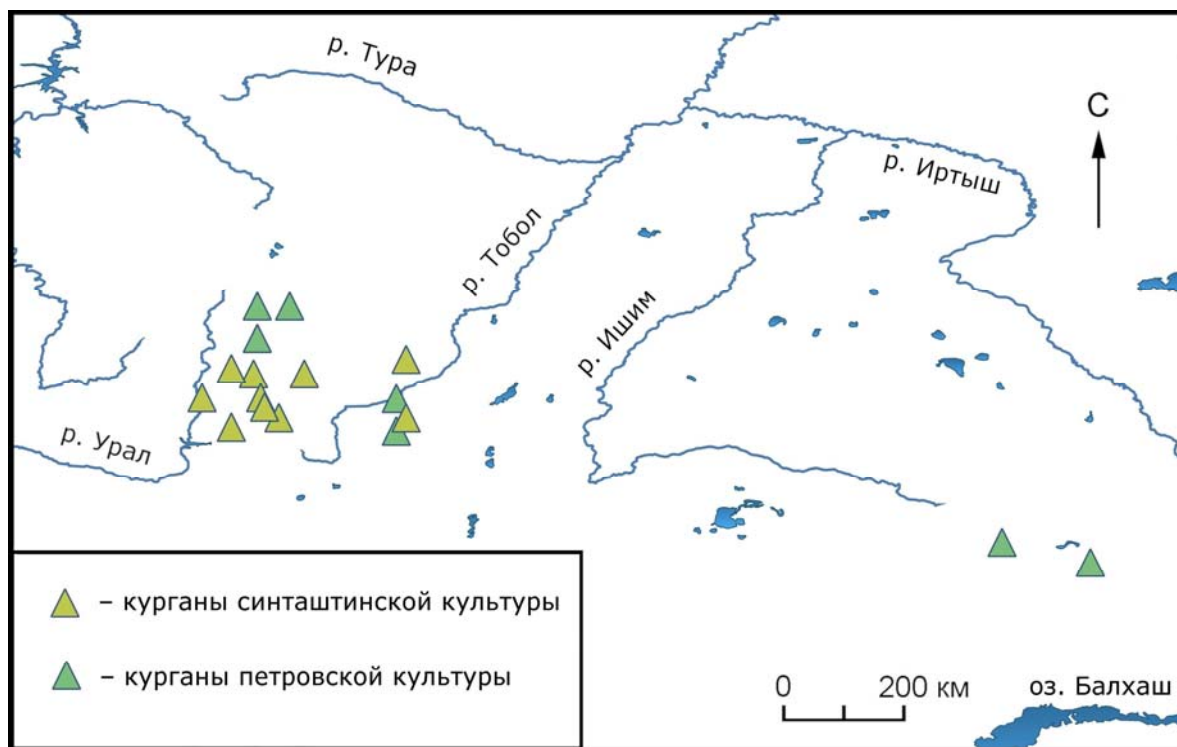 р. Тура
С
р. Иртыш
р. Тобол
р. Ишим
р. Урал
– курганы синташтинской культуры
– курганы петровской культуры
0 200 км
оз. Балхаш